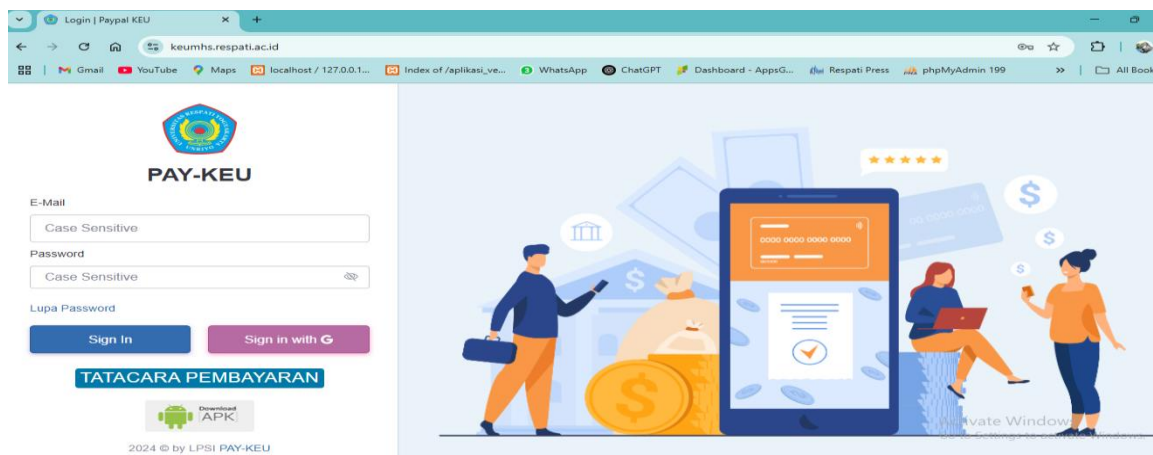 Login | Paypal KEU
keumhs.respati.ac.id
Gmail YouTube Maps localhost / 127.0.0.1... Index of /aplikasi_ve... WhatsApp ChatGPT Dashboard - AppsG... Respati Press phpMyAdmin 199 » All Book
PAY-KEU
E-Mail
Case Sensitive
Password
Case Sensitive
Lupa Password
Sign In Sign in with G
TATACARA PEMBAYARAN
Download
APK
2024 © by LPSI PAY-KEU
0000 0000 0000 0000